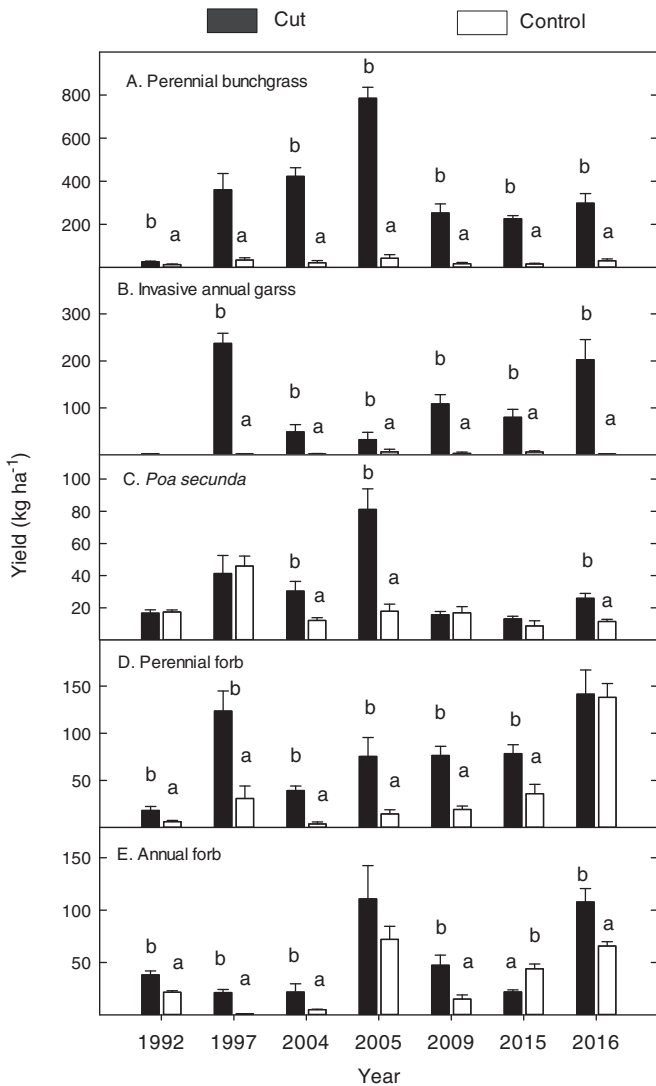 Cut Control
A. Perennial bunchgrass
800
600
400
200
b a a b a b a b a b a b a
B. Invasive annual garss
300
200
100
b a b a b a b a b a b a
C. Poa secunda
100
80
60
40
20
b a b a b a
D. Perennial forb
150
100
50
b a b a b a b a b a b a
E. Annual forb
150
100
50
b a b a b a b a a b b a
1992 1997 2004 2005 2009 2015 2016
Year
Yield (kg ha-1)